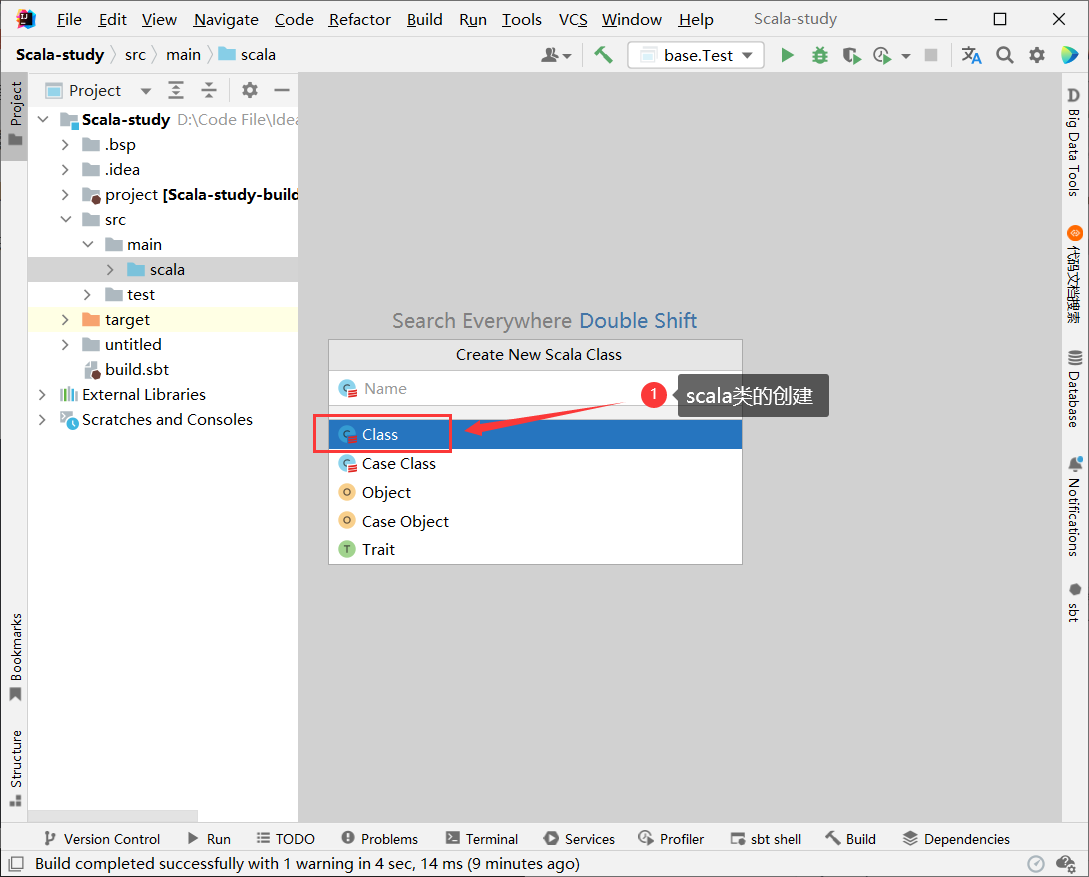 File Edit View Navigate Code Refactor Build Run Tools VCS Window Help Scala-study
Scala-study src main scala base.Test
Project
Project
Scala-study D:\Code File\Idea
.bsp
.idea
project [Scala-study-build
src
main
scala
test
target
untitled
build.sbt
External Libraries
Scratches and Consoles
Bookmarks
Structure
Search Everywhere Double Shift
Create New Scala Class
Name
1 scala类的创建
Class
Case Class
Object
Case Object
Trait
D Big Data Tools
代码文档搜索
Database
Notifications
sbt
Version Control Run TODO Problems Terminal Services Profiler sbt shell Build Dependencies
Build completed successfully with 1 warning in 4 sec, 14 ms (9 minutes ago)